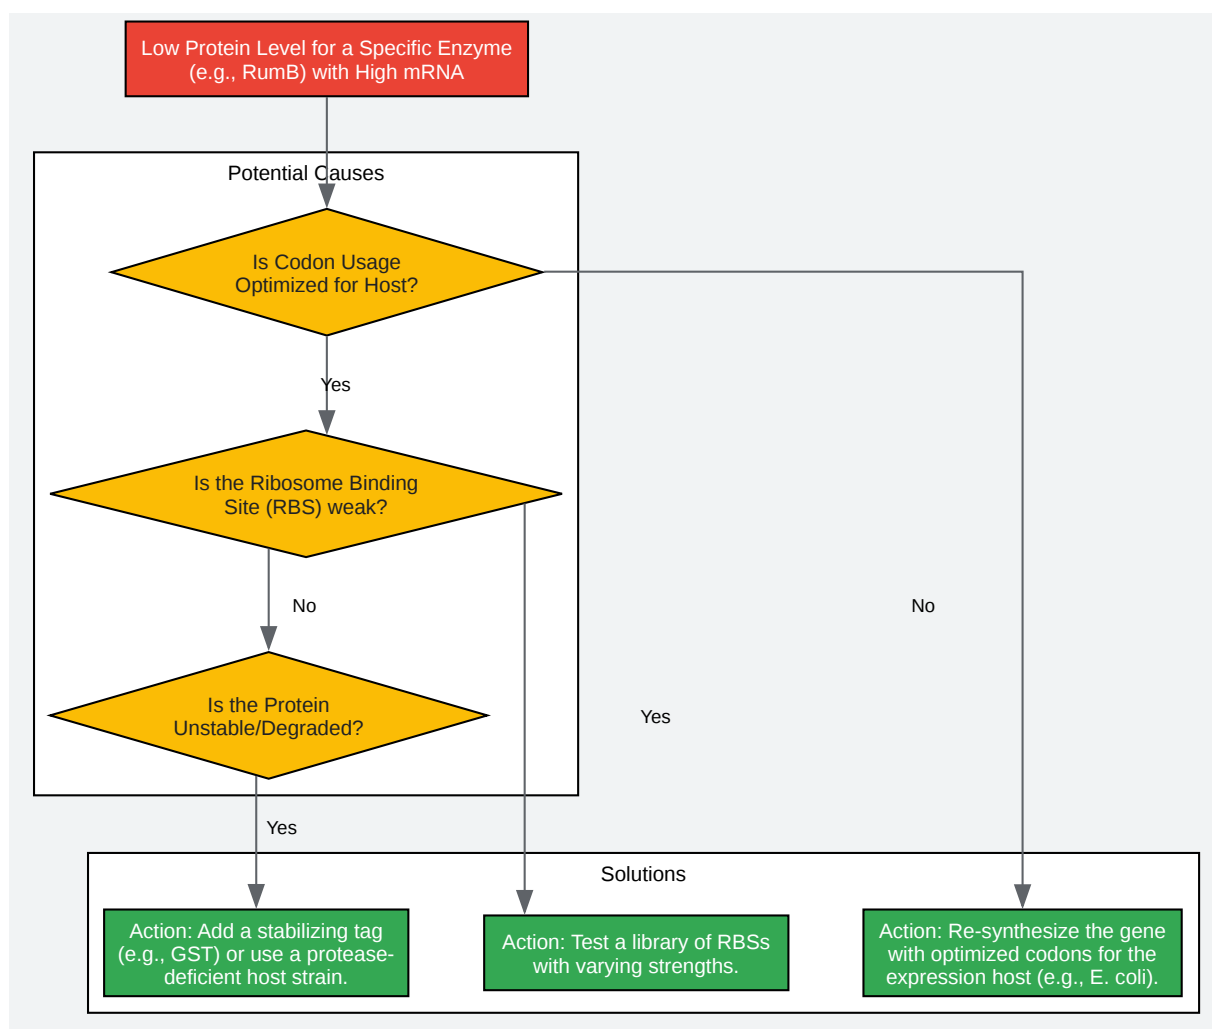 Low Protein Level for a Specific Enzyme
(e.g., RumB) with High mRNA
Potential Causes
Is Codon Usage
Optimized for Host?
Yes
Is the Ribosome Binding
Site (RBS) weak?
No
No
Is the Protein
Unstable/Degraded?
Yes
Yes
Solutions
Action: Add a stabilizing tag
(e.g., GST) or use a protease-
deficient host strain.
Action: Test a library of RBSs
with varying strengths.
Action: Re-synthesize the gene
with optimized codons for the
expression host (e.g., E. coli).